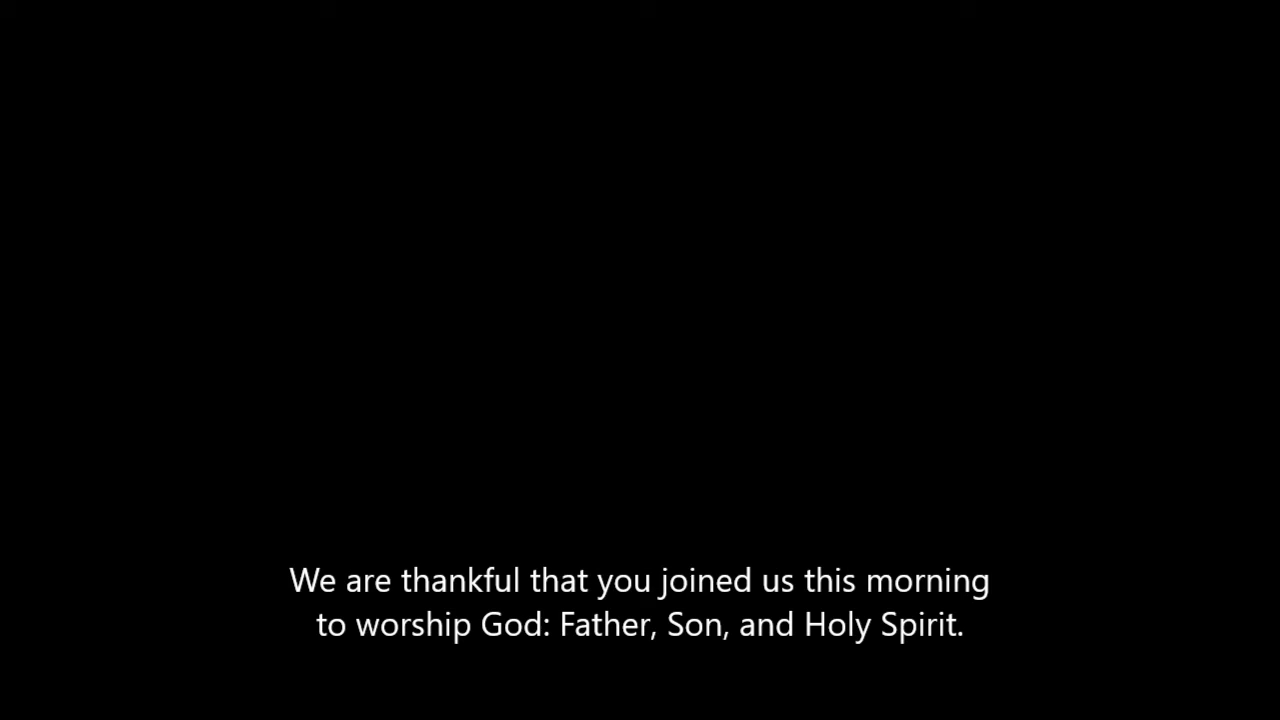 We are thankful that you joined us this morning
to worship God: Father, Son, and Holy Spirit.